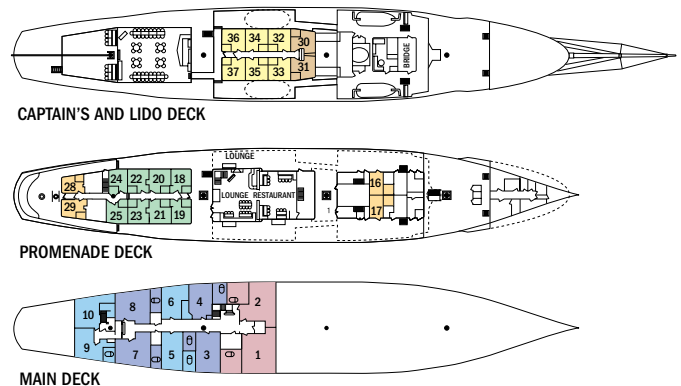 36 34 32 30
37 35 33 31
BRIDGE
CAPTAIN'S AND LIDO DECK
LOUNGE
28 24 22 20 18 16
LOUNGE RESTAURANT
29 25 23 21 19 17
1
PROMENADE DECK
10 8 6 4 2
9 7 5 3 1
MAIN DECK